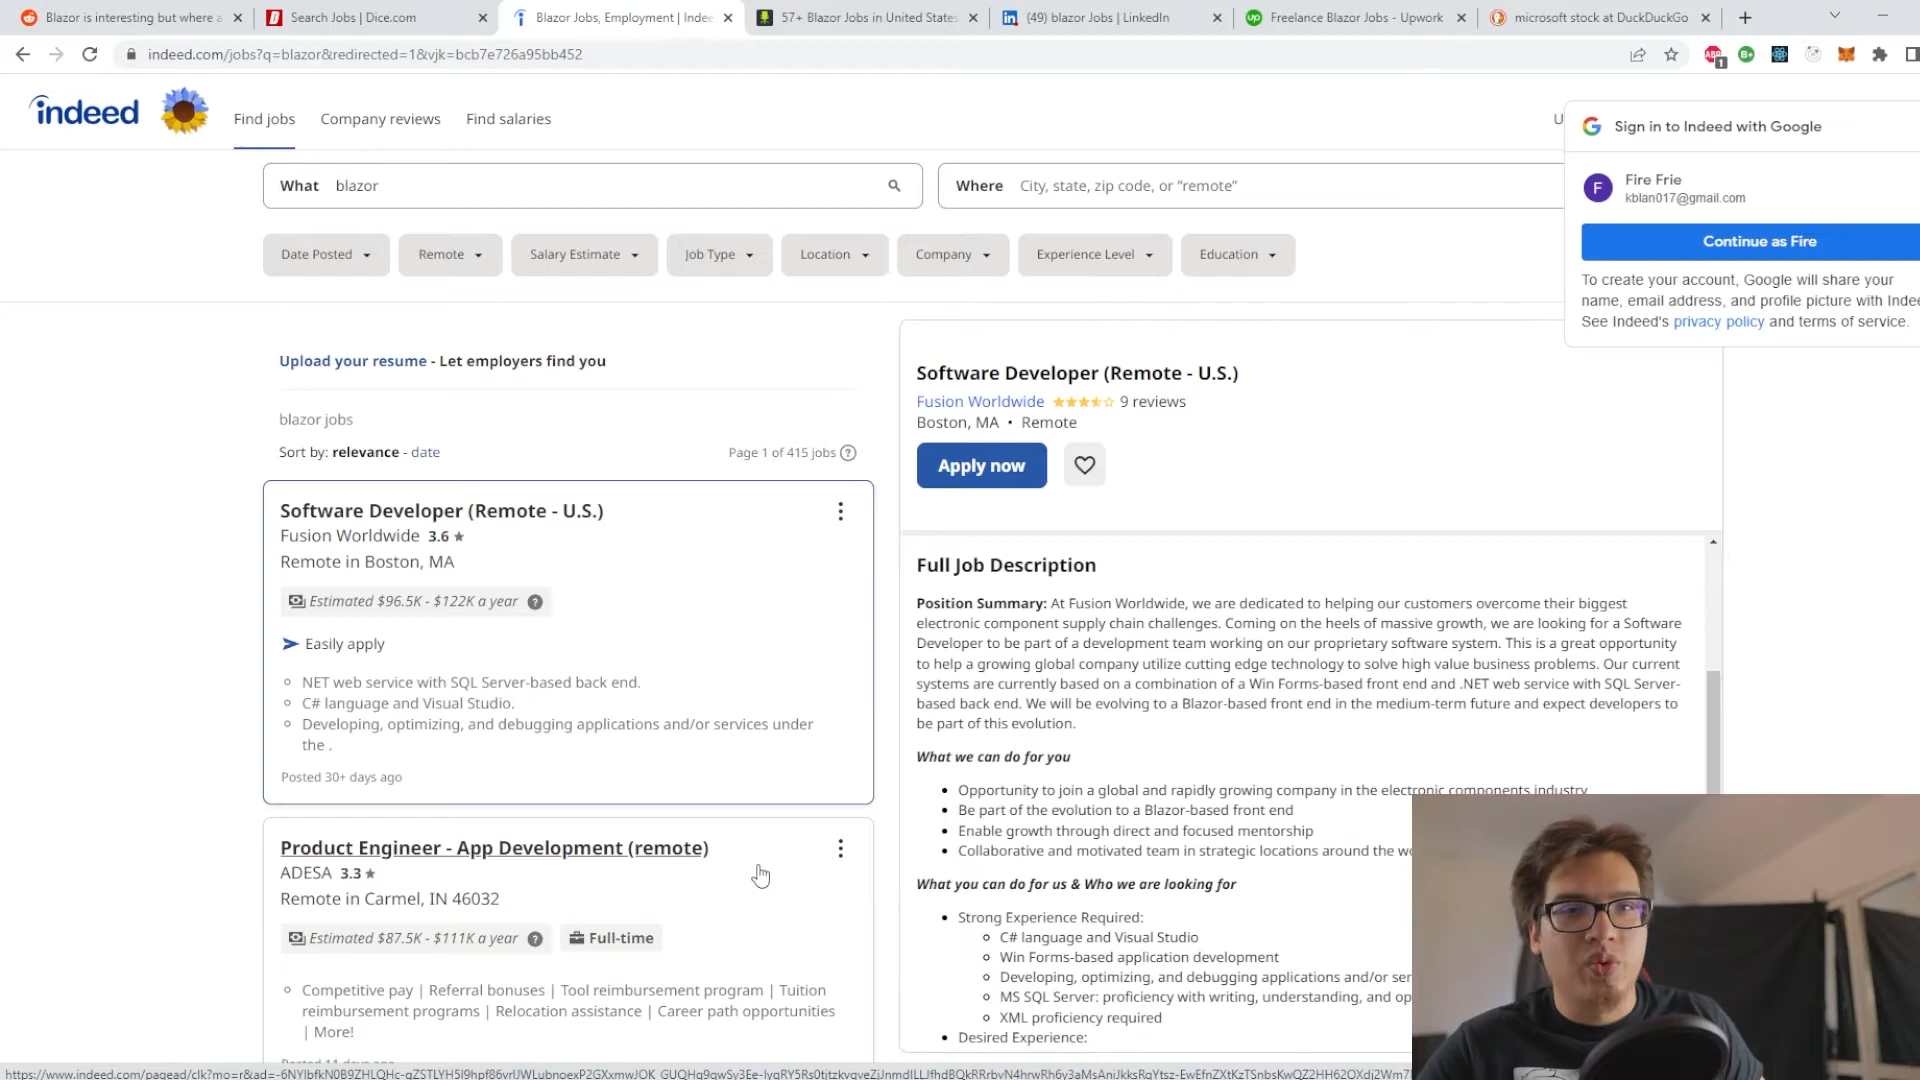 Blazor is interesting but where a
Search Jobs | Dice.com
Blazor Jobs, Employment | Indee
57+ Blazor Jobs in United States
(49) blazor Jobs | LinkedIn
Freelance Blazor Jobs - Upwork
microsoft stock at DuckDuckGo
indeed.com/jobs?q=blazor&redirected=1&vjk=bcb7e726a95bb452
indeed
Find jobs
Company reviews
Find salaries
Sign in to Indeed with Google
F
Fire Frie
kblan017@gmail.com
Continue as Fire
To create your account, Google will share your
name, email address, and profile picture with Indee
See Indeed's privacy policy and terms of service.
What blazor
Where City, state, zip code, or “remote”
Date Posted
Remote
Salary Estimate
Job Type
Location
Company
Experience Level
Education
Upload your resume - Let employers find you
blazor jobs
Sort by: relevance - date
Page 1 of 415 jobs
Software Developer (Remote - U.S.)
Fusion Worldwide 3.6
Remote in Boston, MA
Estimated $96.5K - $122K a year
Easily apply
NET web service with SQL Server-based back end.
C# language and Visual Studio.
Developing, optimizing, and debugging applications and/or services under
the .
Posted 30+ days ago
Product Engineer - App Development (remote)
ADESA 3.3
Remote in Carmel, IN 46032
Estimated $87.5K - $111K a year
Full-time
Competitive pay | Referral bonuses | Tool reimbursement program | Tuition
reimbursement programs | Relocation assistance | Career path opportunities
| More!
Software Developer (Remote - U.S.)
Fusion Worldwide 9 reviews
Boston, MA • Remote
Apply now
Full Job Description
Position Summary: At Fusion Worldwide, we are dedicated to helping our customers overcome their biggest
electronic component supply chain challenges. Coming on the heels of massive growth, we are looking for a Software
Developer to be part of a development team working on our proprietary software system. This is a great opportunity
to help a growing global company utilize cutting edge technology to solve high value business problems. Our current
systems are currently based on a combination of a Win Forms-based front end and .NET web service with SQL Server-
based back end. We will be evolving to a Blazor-based front end in the medium-term future and expect developers to
be part of this evolution.
What we can do for you
Opportunity to join a global and rapidly growing company in the electronic components industry
Be part of the evolution to a Blazor-based front end
Enable growth through direct and focused mentorship
Collaborative and motivated team in strategic locations around the wo
What you can do for us & Who we are looking for
Strong Experience Required:
C# language and Visual Studio
Win Forms-based application development
Developing, optimizing, and debugging applications and/or ser
MS SQL Server: proficiency with writing, understanding, and op
XML proficiency required
Desired Experience: